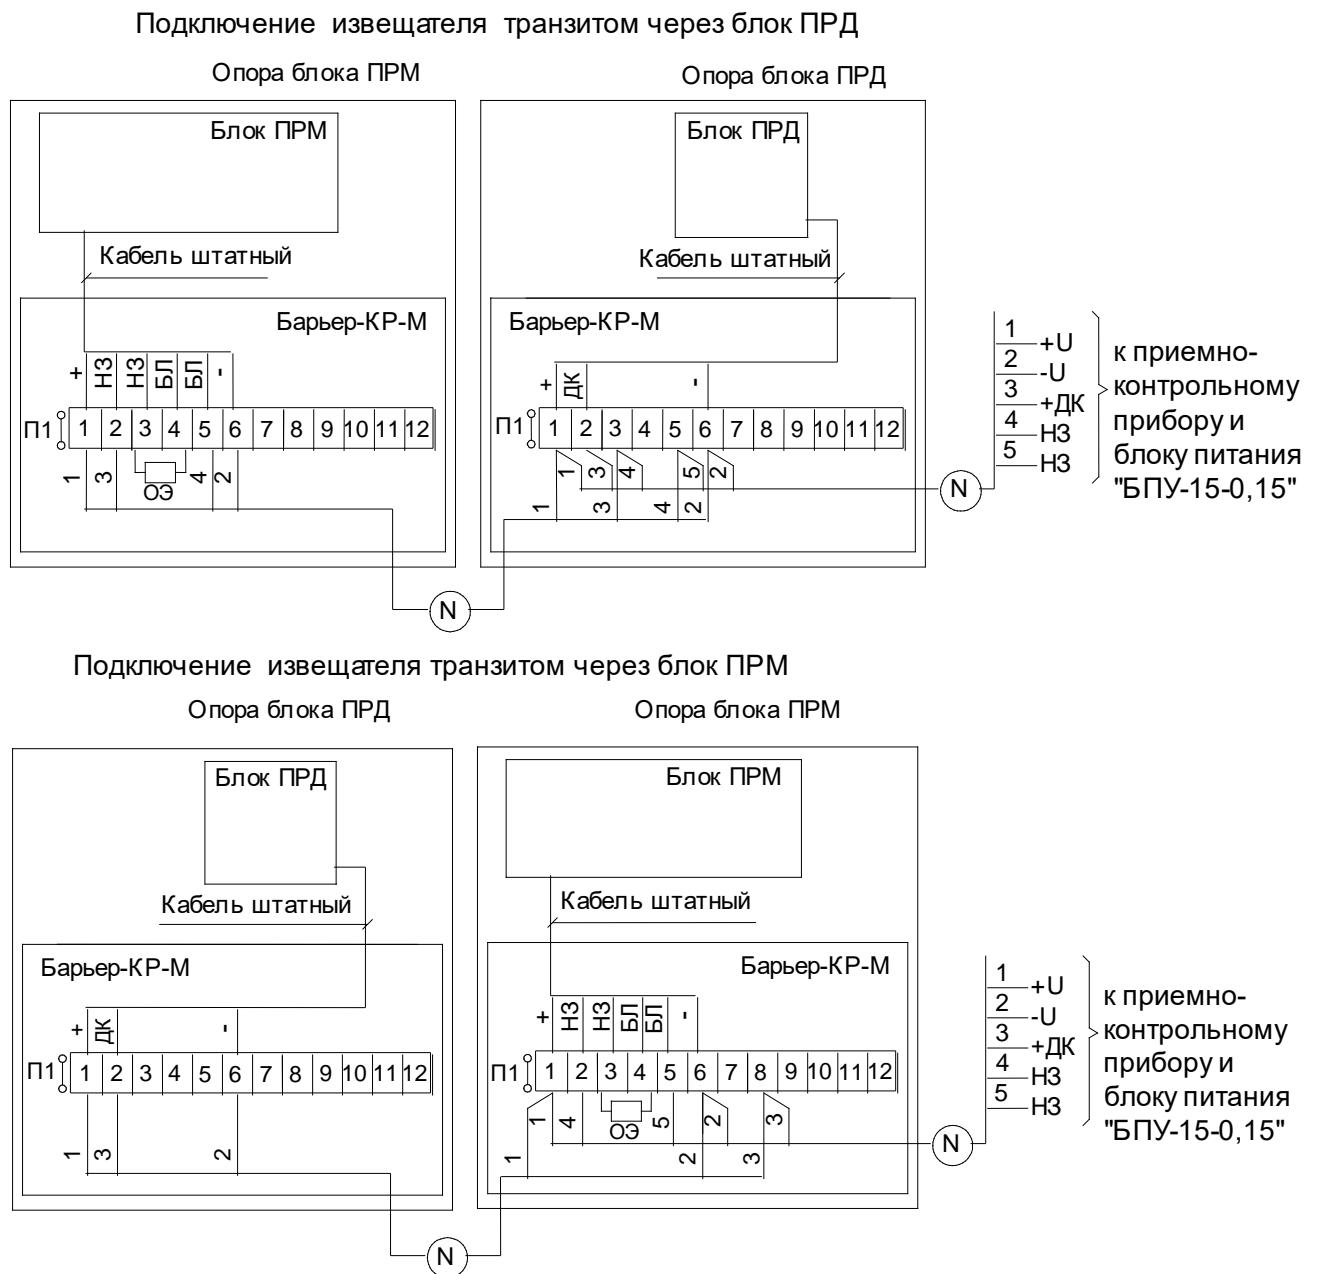 Подключение извещателя транзитом через блок ПРД
Опора блока ПРМ
Опора блока ПРД
Блок ПРМ
Блок ПРД
Кабель штатный
Кабель штатный
Барьер-КР-М
Барьер-КР-М
+ НЗ НЗ БЛ БЛ -
+ ДК -
П1 1 2 3 4 5 6 7 8 9 10 11 12
П1 1 2 3 4 5 6 7 8 9 10 11 12
1 3 ОЭ 4 2
1 3 4 5 2
1 3 4 2
N
N
1 +U
2 -U
3 +ДК
4 НЗ
5 НЗ
к приемно-
контрольному
прибору и
блоку питания
"БПУ-15-0,15"
Подключение извещателя транзитом через блок ПРМ
Опора блока ПРД
Опора блока ПРМ
Блок ПРД
Блок ПРМ
Кабель штатный
Кабель штатный
Барьер-КР-М
Барьер-КР-М
+ ДК -
+ НЗ НЗ БЛ БЛ -
П1 1 2 3 4 5 6 7 8 9 10 11 12
П1 1 2 3 4 5 6 7 8 9 10 11 12
1 3 2
1 4 ОЭ 5 2 3
1 2 3
N
N
1 +U
2 -U
3 +ДК
4 НЗ
5 НЗ
к приемно-
контрольному
прибору и
блоку питания
"БПУ-15-0,15"